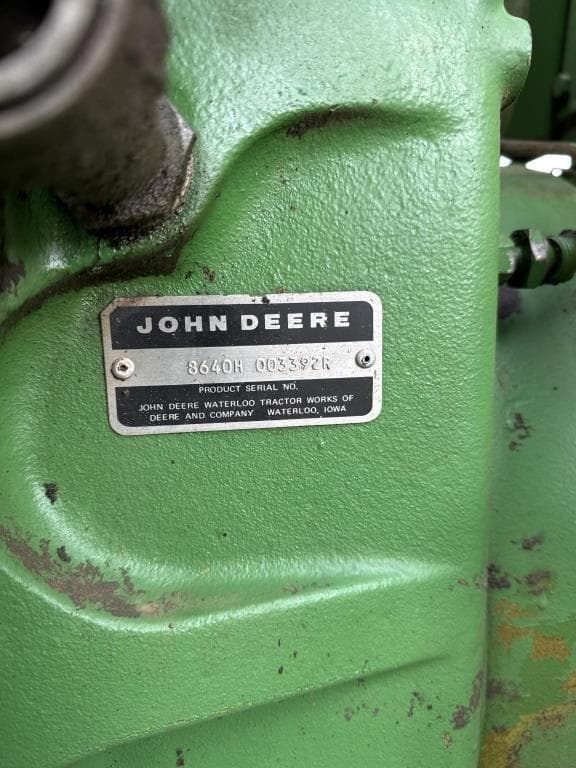 JOHN DEERE
8640H 003392R
PRODUCT SERIAL NO.
JOHN DEERE WATERLOO TRACTOR WORKS OF
DEERE AND COMPANY WATERLOO, IOWA